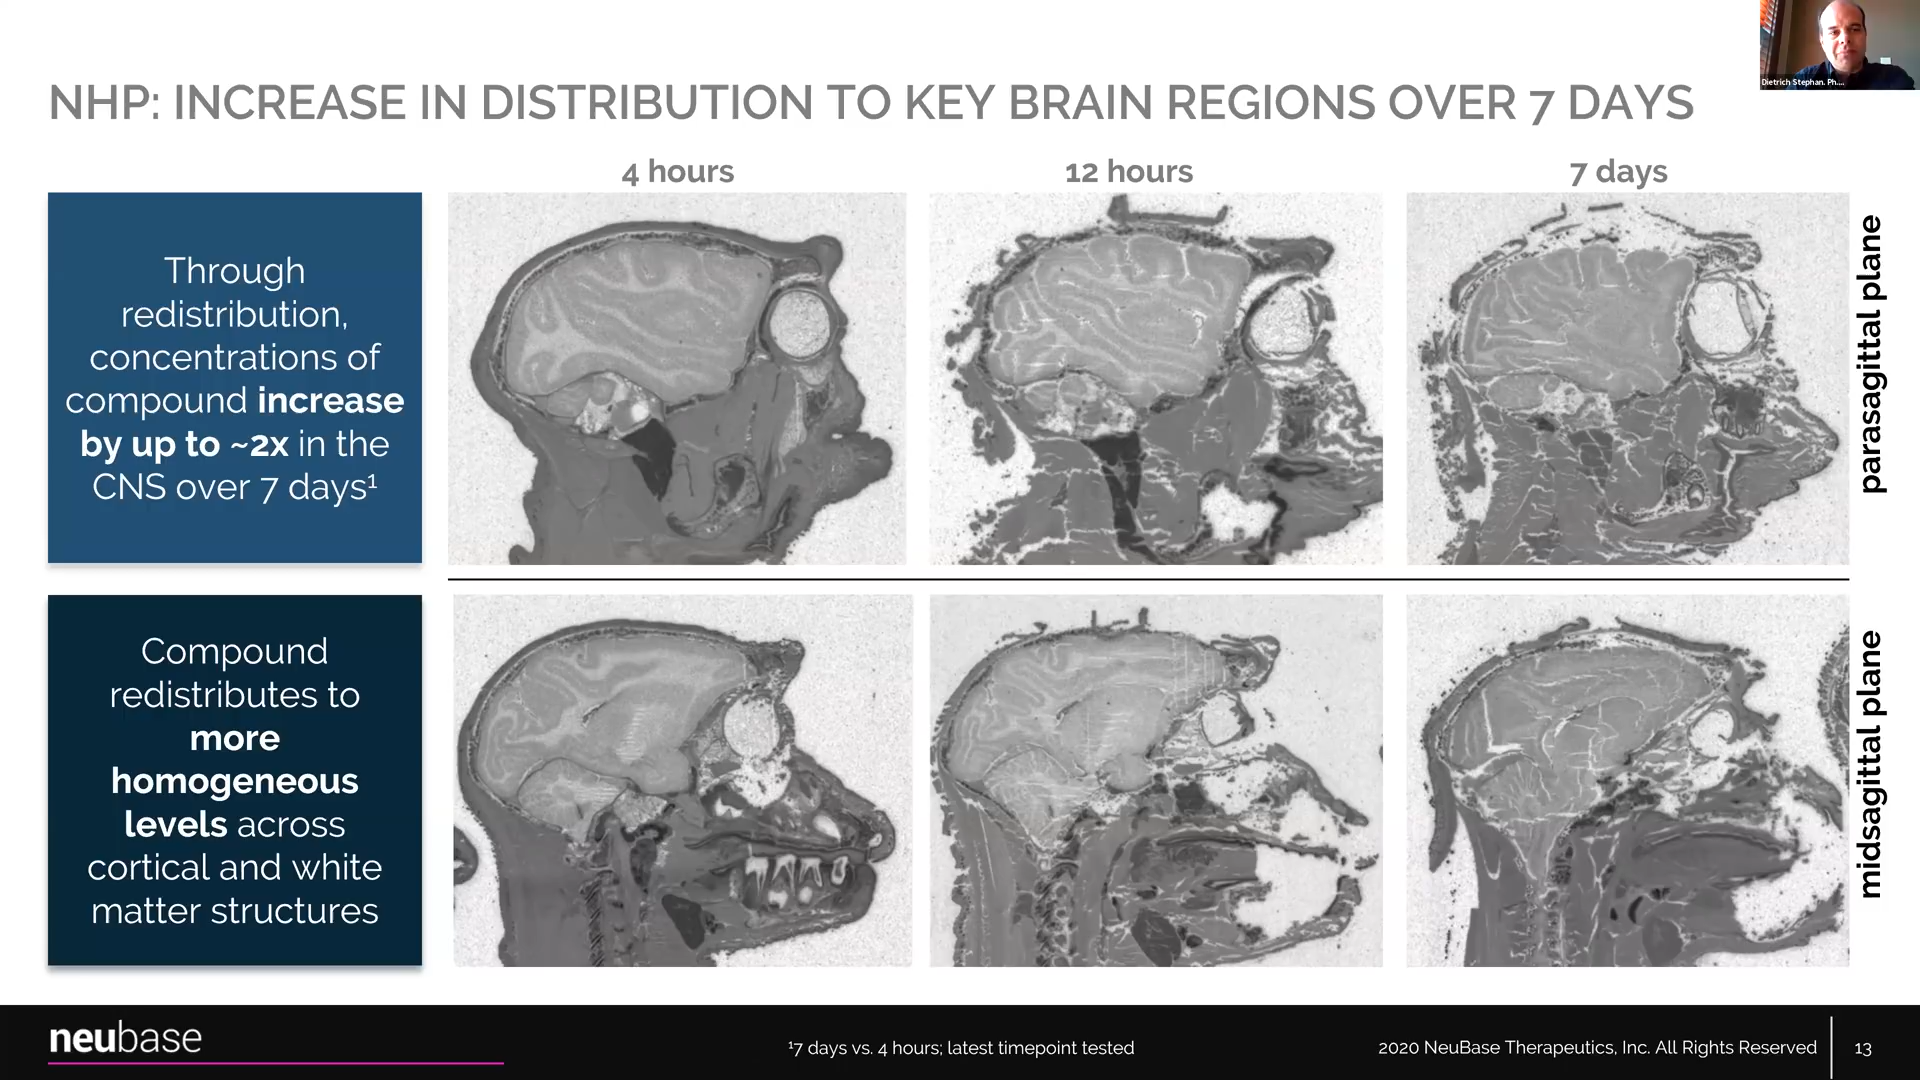 Dietrich Stephan. Ph....
NHP: INCREASE IN DISTRIBUTION TO KEY BRAIN REGIONS OVER 7 DAYS
4 hours
12 hours
7 days
Through
redistribution,
concentrations of
compound increase
by up to ~2x in the
CNS over 7 days¹
parasagittal plane
Compound
redistributes to
more
homogeneous
levels across
cortical and white
matter structures
midsagittal plane
neubase
¹7 days vs. 4 hours; latest timepoint tested
2020 NeuBase Therapeutics, Inc. All Rights Reserved
13